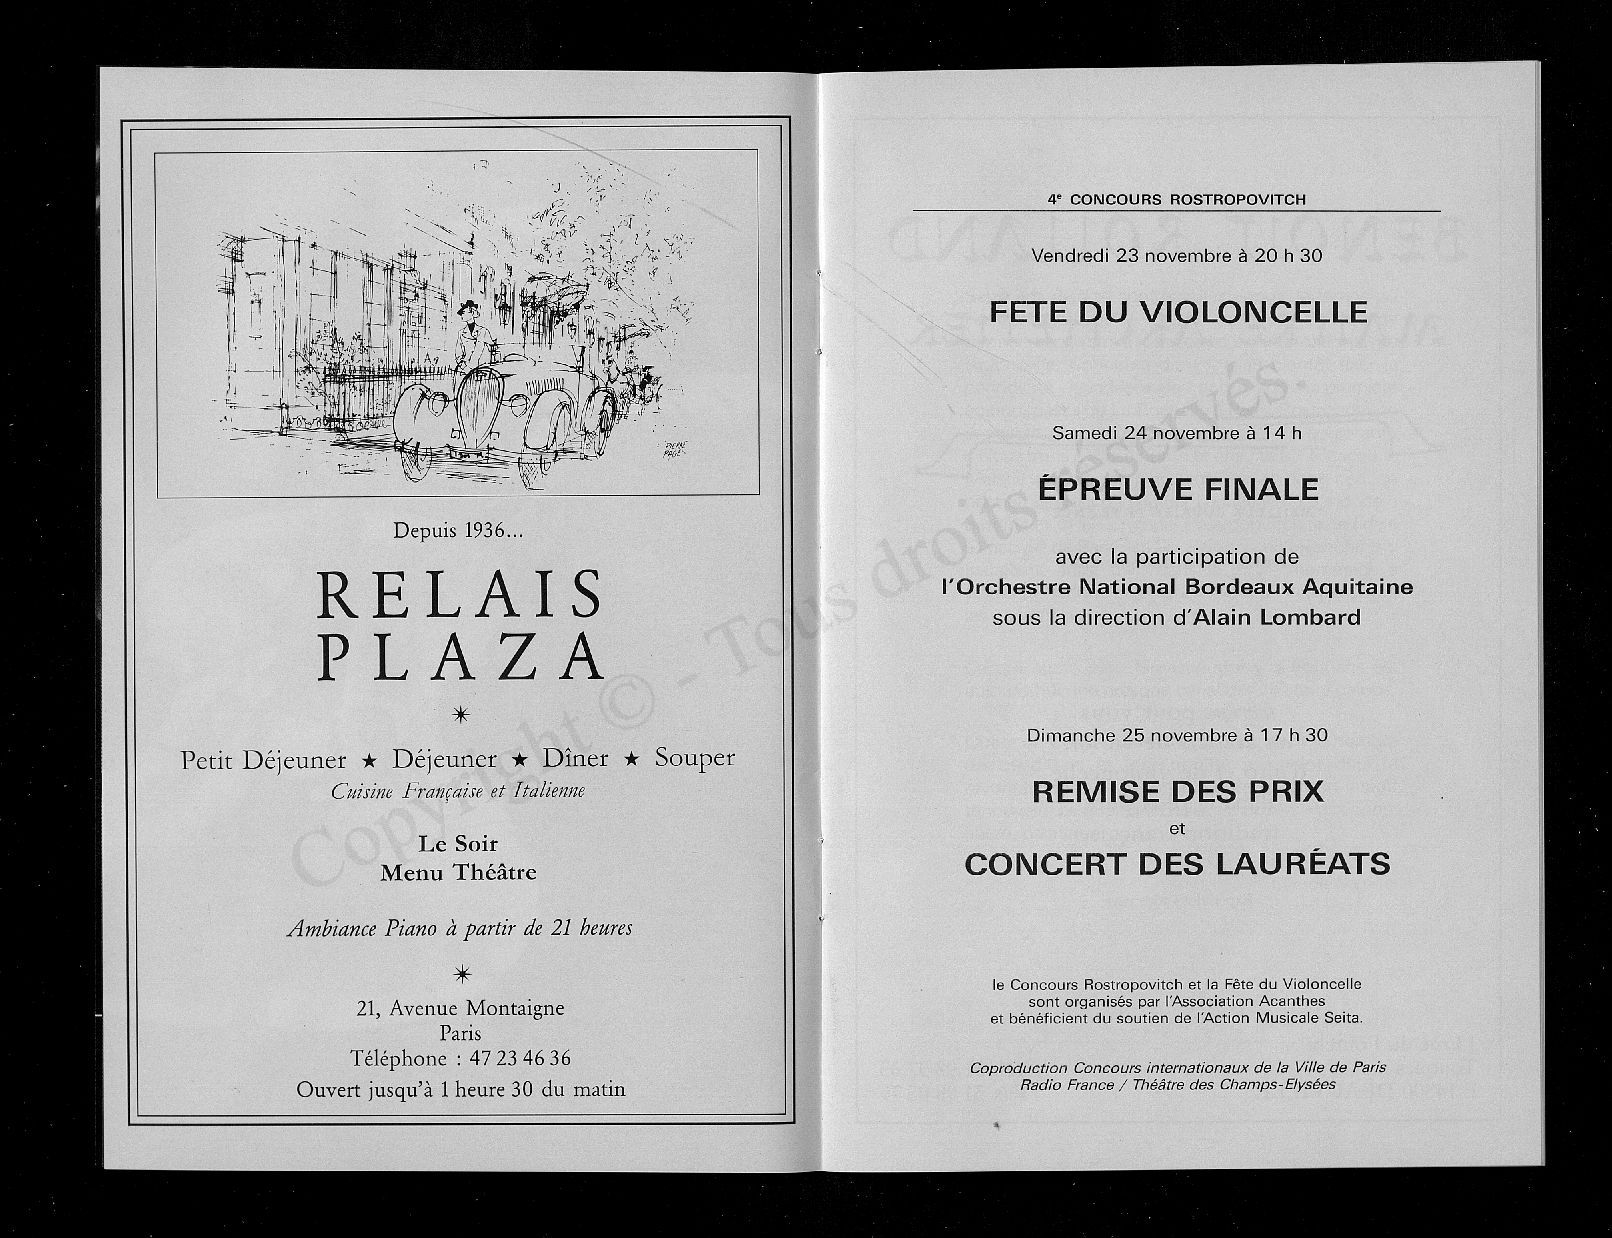 PIERRE
PAGES
Depuis 1936...
RELAIS
PLAZA
Petit Déjeuner ★ Déjeuner ★ Dîner ★ Souper
Cuisine Française et Italienne
Le Soir
Menu Théâtre
Ambiance Piano à partir de 21 heures
21, Avenue Montaigne
Paris
Téléphone : 47 23 46 36
Ouvert jusqu'à 1 heure 30 du matin
4e CONCOURS ROSTROPOVITCH
Vendredi 23 novembre à 20 h 30
FETE DU VIOLONCELLE
Samedi 24 novembre à 14 h
ÉPREUVE FINALE
avec la participation de
l'Orchestre National Bordeaux Aquitaine
sous la direction d'Alain Lombard
Dimanche 25 novembre à 17 h 30
REMISE DES PRIX
et
CONCERT DES LAURÉATS
le Concours Rostropovitch et la Fête du Violoncelle
sont organisés par l'Association Acanthes
et bénéficient du soutien de l'Action Musicale Seita.
Coproduction Concours internationaux de la Ville de Paris
Radio France / Théâtre des Champs-Elysées
Copyright © - Tous droits réservés.